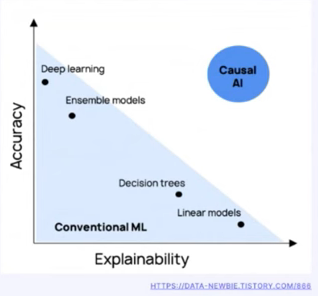 Deep learning
Ensemble models
Causal
AI
Accuracy
Decision trees
Linear models
Conventional ML
Explainability
HTTPS://DATA-NEWBIE.TISTORY.COM/886